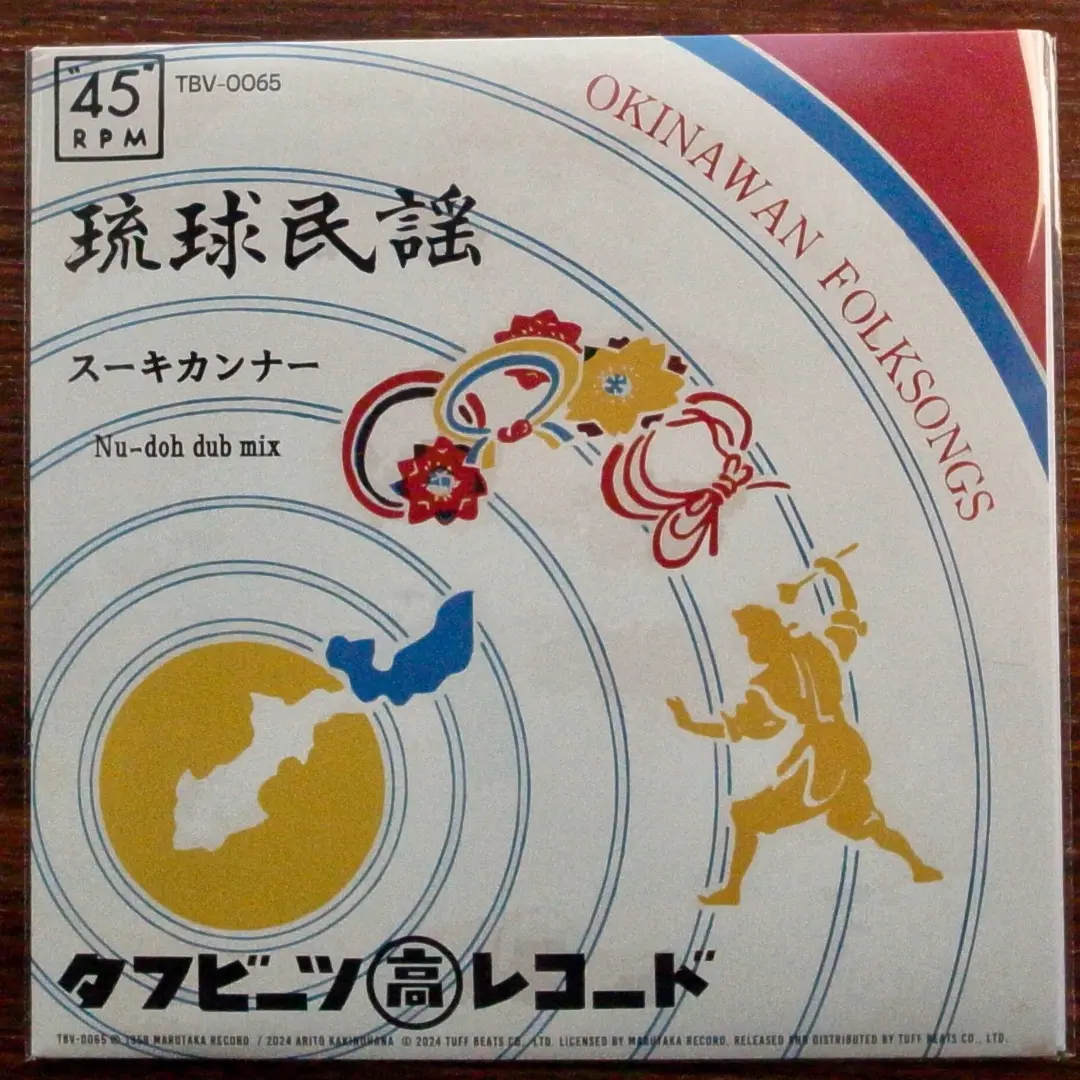 "45" TBV-0065
RPM
OKINAWAN FOLKSONGS
琉球民謡
スーキカンナー
Nu-doh dub mix
タフビーツ高レコード
TBV-0065 Ⓟ 1968 MARUTAKA RECORD / 2024 ARITO KAKINOHANA © 2024 TUFF BEATS CO., LTD. LICENSED BY MARUTAKA RECORD. RELEASED AND DISTRIBUTED BY TUFF BEATS CO., LTD.